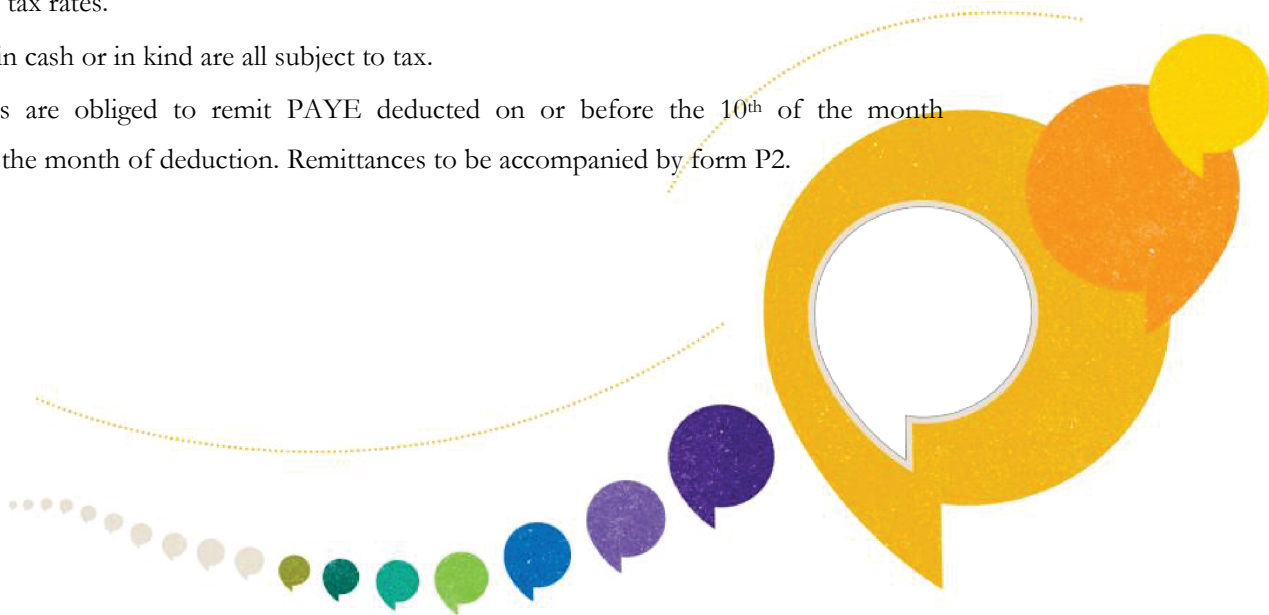 tax rates.
in cash or in kind are all subject to tax.
s are obliged to remit PAYE deducted on or before the 10th of the month
the month of deduction. Remittances to be accompanied by form P2.